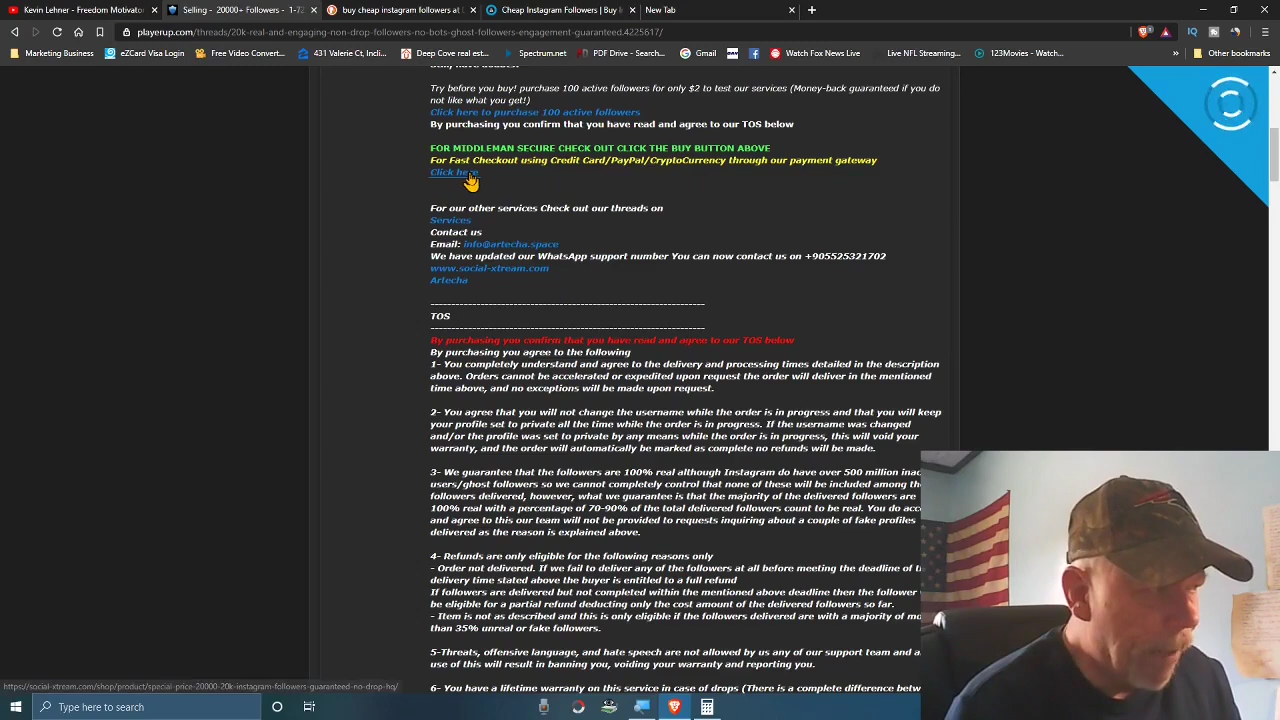 Kevin Lehner - Freedom Motivator
Selling - 20000+ Followers - 1-72
buy cheap instagram followers at
Cheap Instagram Followers | Buy
New Tab
playerup.com/threads/20k-real-and-engaging-non-drop-followers-no-bots-ghost-followers-engagement-guaranteed.4225617/
Marketing Business
eZCard Visa Login
Free Video Convert...
431 Valerie Ct, Incli...
Deep Cove real est...
Spectrum.net
PDF Drive - Search...
Gmail
Watch Fox News Live
Live NFL Streaming...
123Movies - Watch...
Other bookmarks
Try before you buy! purchase 100 active followers for only $2 to test our services (Money-back guaranteed if you do
not like what you get!)
Click here to purchase 100 active followers
By purchasing you confirm that you have read and agree to our TOS below
FOR MIDDLEMAN SECURE CHECK OUT CLICK THE BUY BUTTON ABOVE
For Fast Checkout using Credit Card/PayPal/CryptoCurrency through our payment gateway
Click here
For our other services Check out our threads on
Services
Contact us
Email: info@artecha.space
We have updated our WhatsApp support number You can now contact us on +905525321702
www.social-xtream.com
Artecha
----------------------------------------------------------------
TOS
----------------------------------------------------------------
By purchasing you confirm that you have read and agree to our TOS below
By purchasing you agree to the following
1- You completely understand and agree to the delivery and processing times detailed in the description
above. Orders cannot be accelerated or expedited upon request the order will deliver in the mentioned
time above, and no exceptions will be made upon request.
2- You agree that you will not change the username while the order is in progress and that you will keep
your profile set to private all the time while the order is in progress. If the username was changed
and/or the profile was set to private by any means while the order is in progress, this will void your
warranty, and the order will automatically be marked as complete no refunds will be made.
3- We guarantee that the followers are 100% real although Instagram do have over 500 million inac
users/ghost followers so we cannot completely control that none of these will be included among the
followers delivered, however, what we guarantee is that the majority of the delivered followers are
100% real with a percentage of 70-90% of the total delivered followers count to be real. You do acc
and agree to this our team will not be provided to requests inquiring about a couple of fake profiles
delivered as the reason is explained above.
4- Refunds are only eligible for the following reasons only
- Order not delivered. If we fail to deliver any of the followers at all before meeting the deadline of t
delivery time stated above the buyer is entitled to a full refund
If followers are delivered but not completed within the mentioned above deadline then the follower
be eligible for a partial refund deducting only the cost amount of the delivered followers so far.
- Item is not as described and this is only eligible if the followers delivered are with a majority of mo
than 35% unreal or fake followers.
5-Threats, offensive language, and hate speech are not allowed by us any of our support team and a
use of this will result in banning you, voiding your warranty and reporting you.
6- You have a lifetime warranty on this service in case of drops (There is a complete difference betw
https://social-xtream.com/shop/product/special-price-20000-20k-instagram-followers-guaranteed-no-drop-hq/
Type here to search